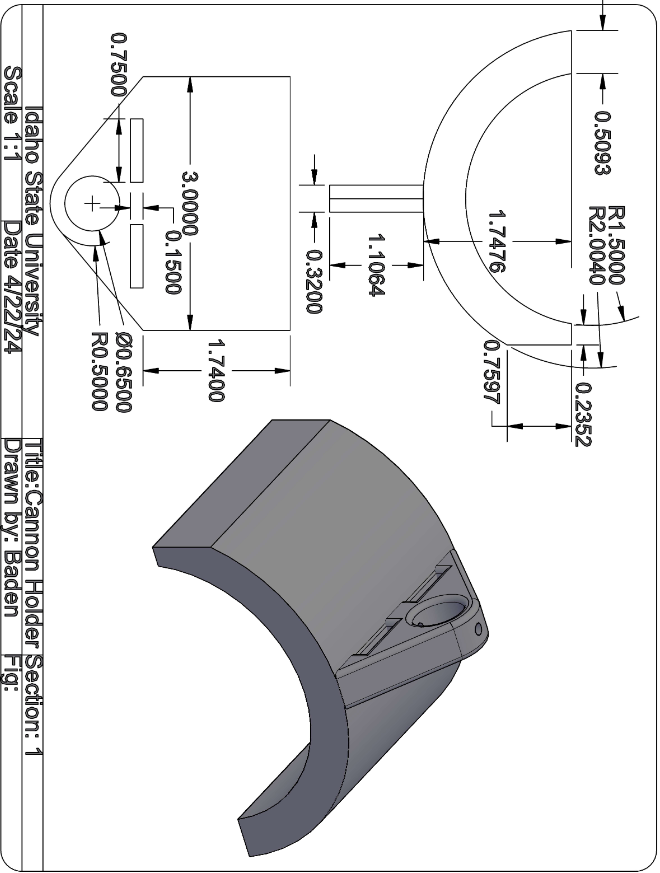 0.5093
R1.5000
R2.0040
1.7476
0.2352
0.7597
1.1064
0.3200
0.7500
3.0000
0.1500
1.7400
Ø0.6500
R0.5000
Idaho State University
Title:Cannon Holder
Section: 1
Scale 1:1
Date 4/22/24
Drawn by: Baden
Fig: